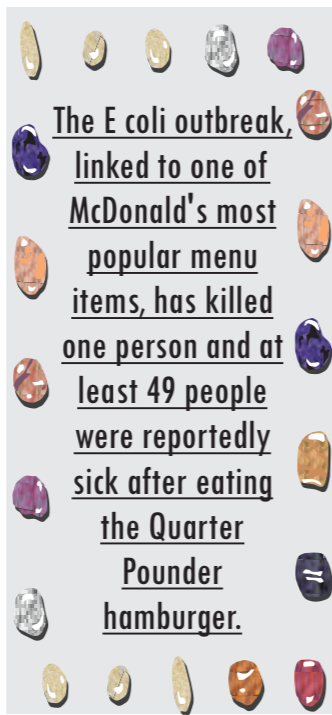 The E coli outbreak,
linked to one of
McDonald's most
popular menu
items, has killed
one person and at
least 49 people
were reportedly
sick after eating
the Quarter
Pounder
hamburger.